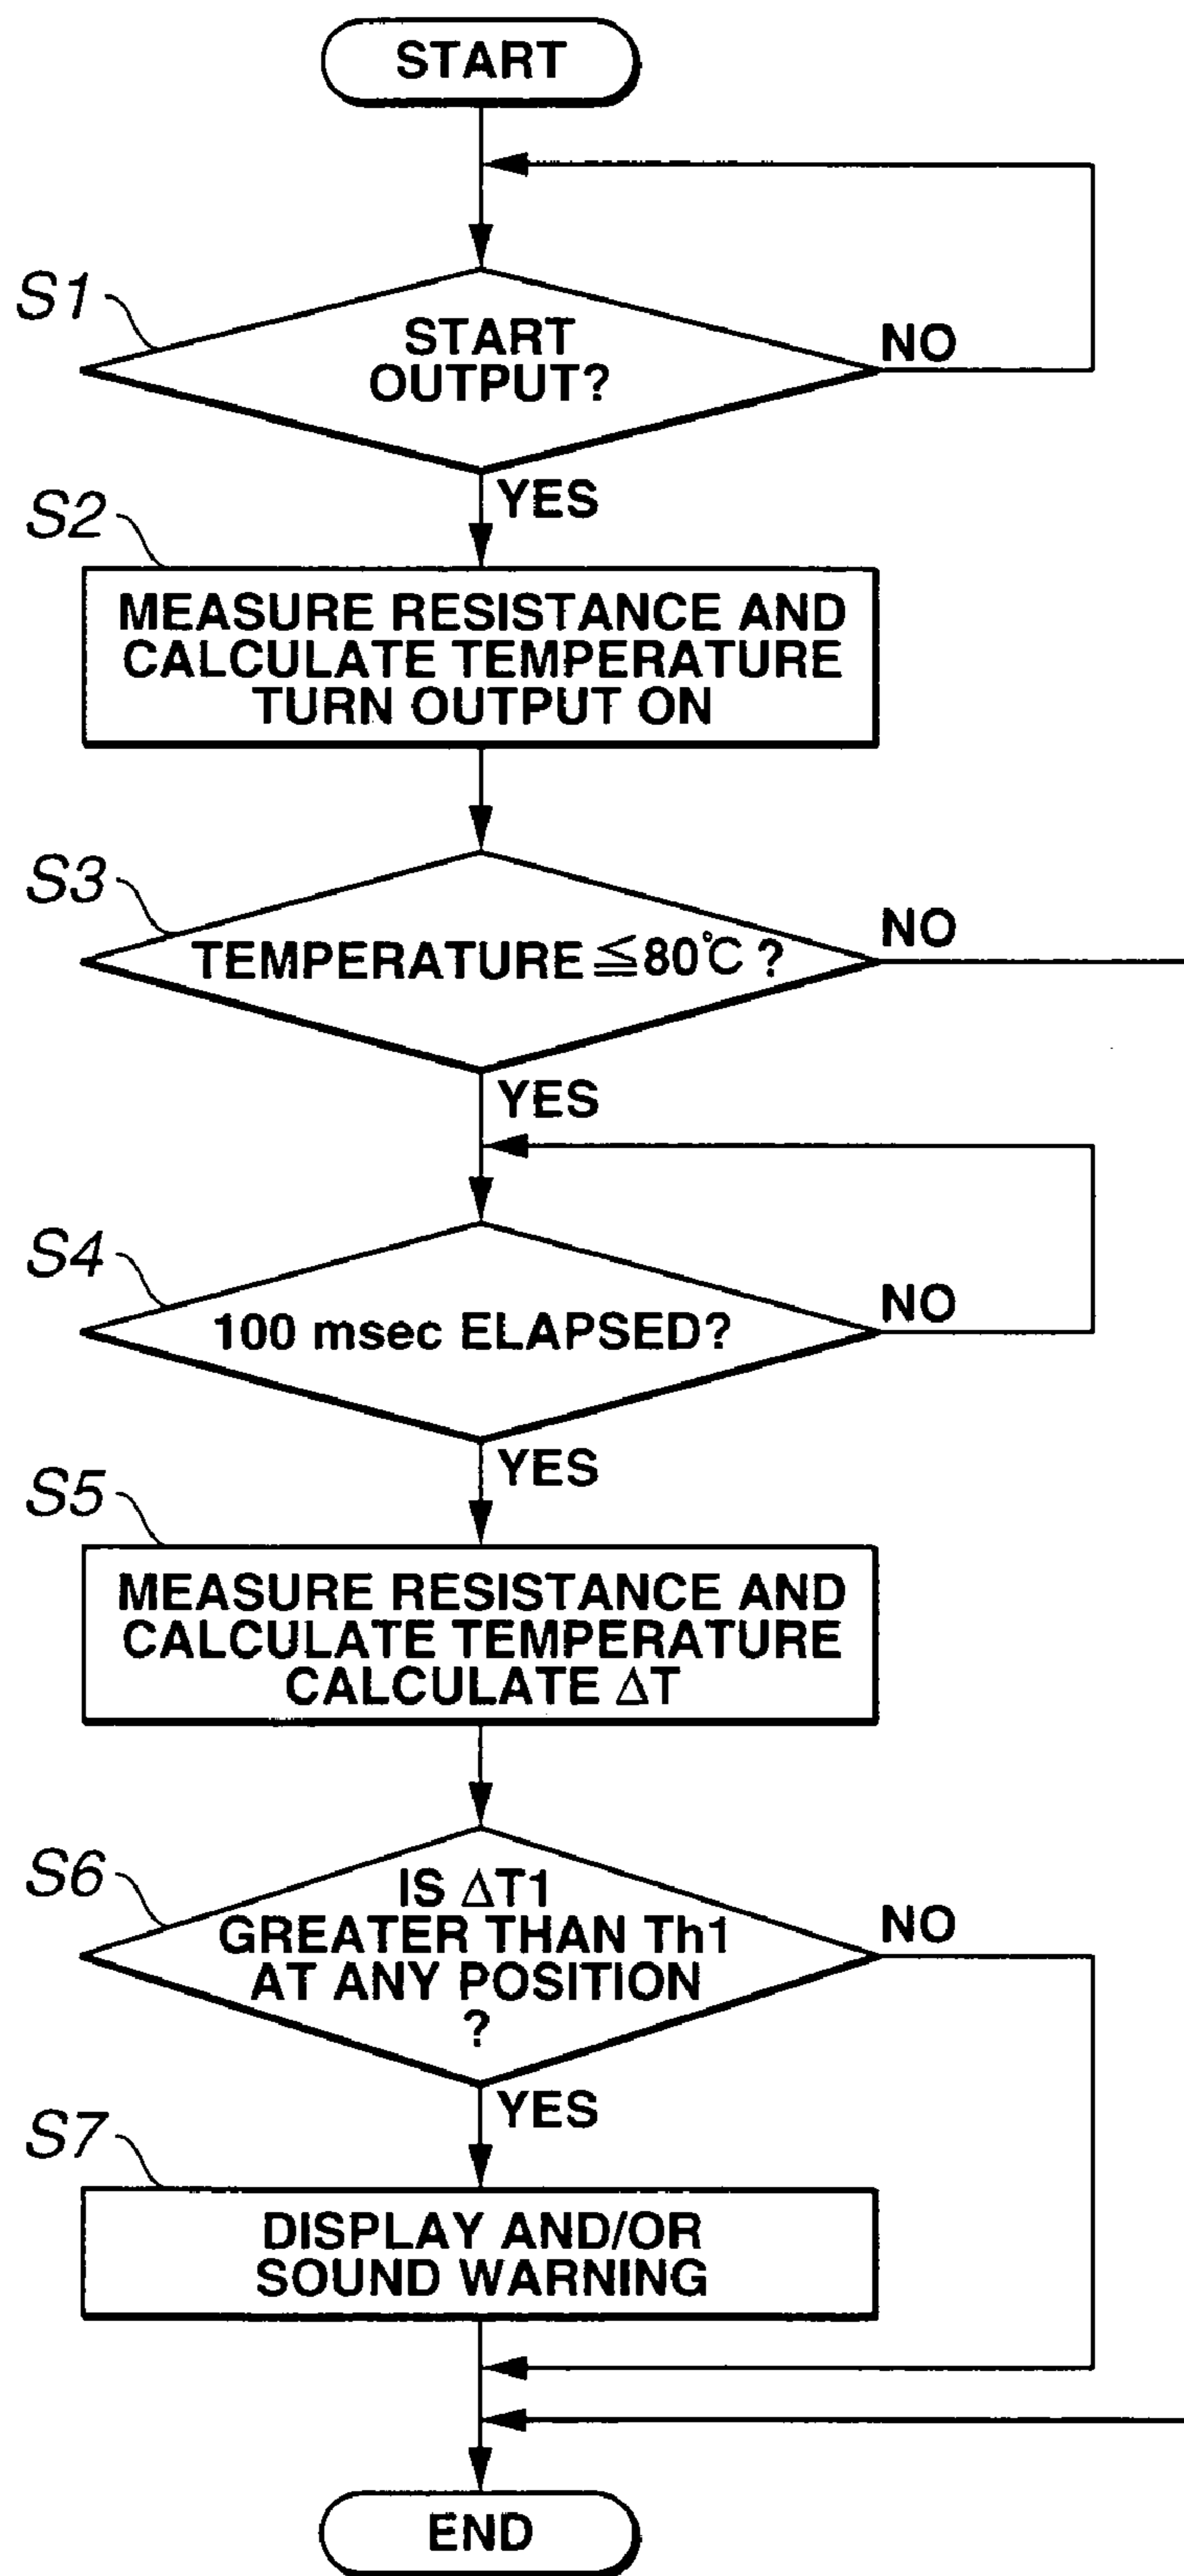 START
S1
START
OUTPUT?
NO
YES
S2
MEASURE RESISTANCE AND
CALCULATE TEMPERATURE
TURN OUTPUT ON
S3
TEMPERATURE ≦80℃ ?
NO
YES
S4
100 msec ELAPSED?
NO
YES
S5
MEASURE RESISTANCE AND
CALCULATE TEMPERATURE
CALCULATE ΔT
S6
IS ΔT1
GREATER THAN Th1
AT ANY POSITION
?
NO
YES
S7
DISPLAY AND/OR
SOUND WARNING
END